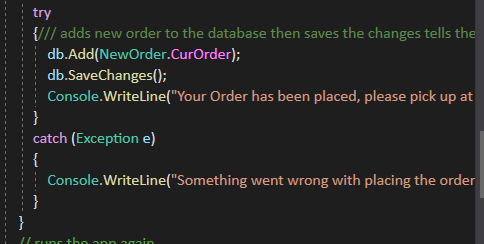 try
{/// adds new order to the database then saves the changes tells the
db.Add(NewOrder.CurOrder);
db.SaveChanges();
Console.WriteLine("Your Order has been placed, please pick up at
}
catch (Exception e)
{
Console.WriteLine("Something went wrong with placing the order
}
}
// runs the app again